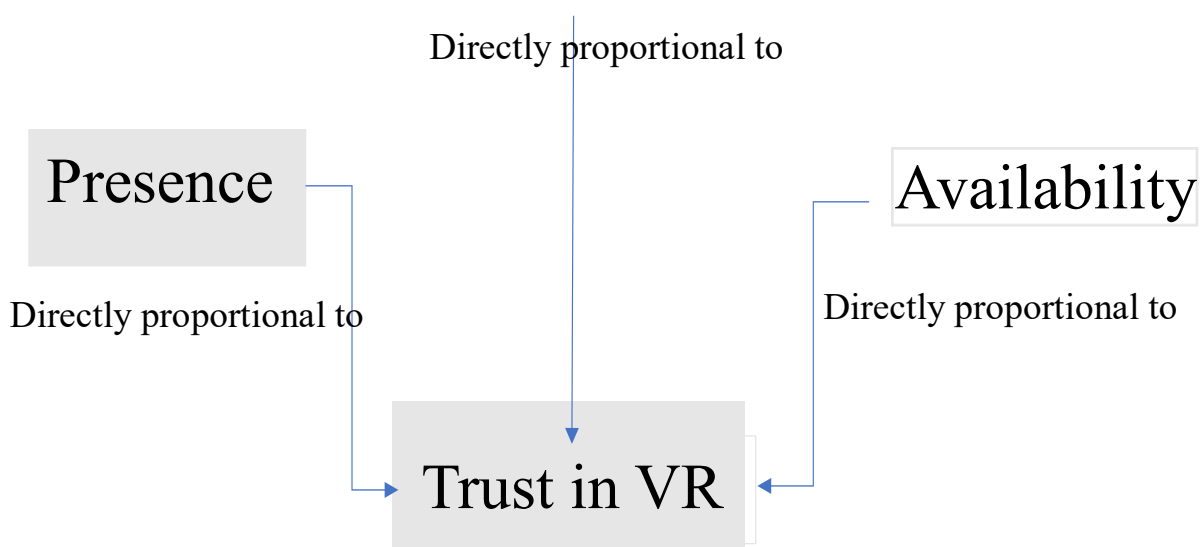 Directly proportional to
Presence
Availability
Directly proportional to
Directly proportional to
Trust in VR